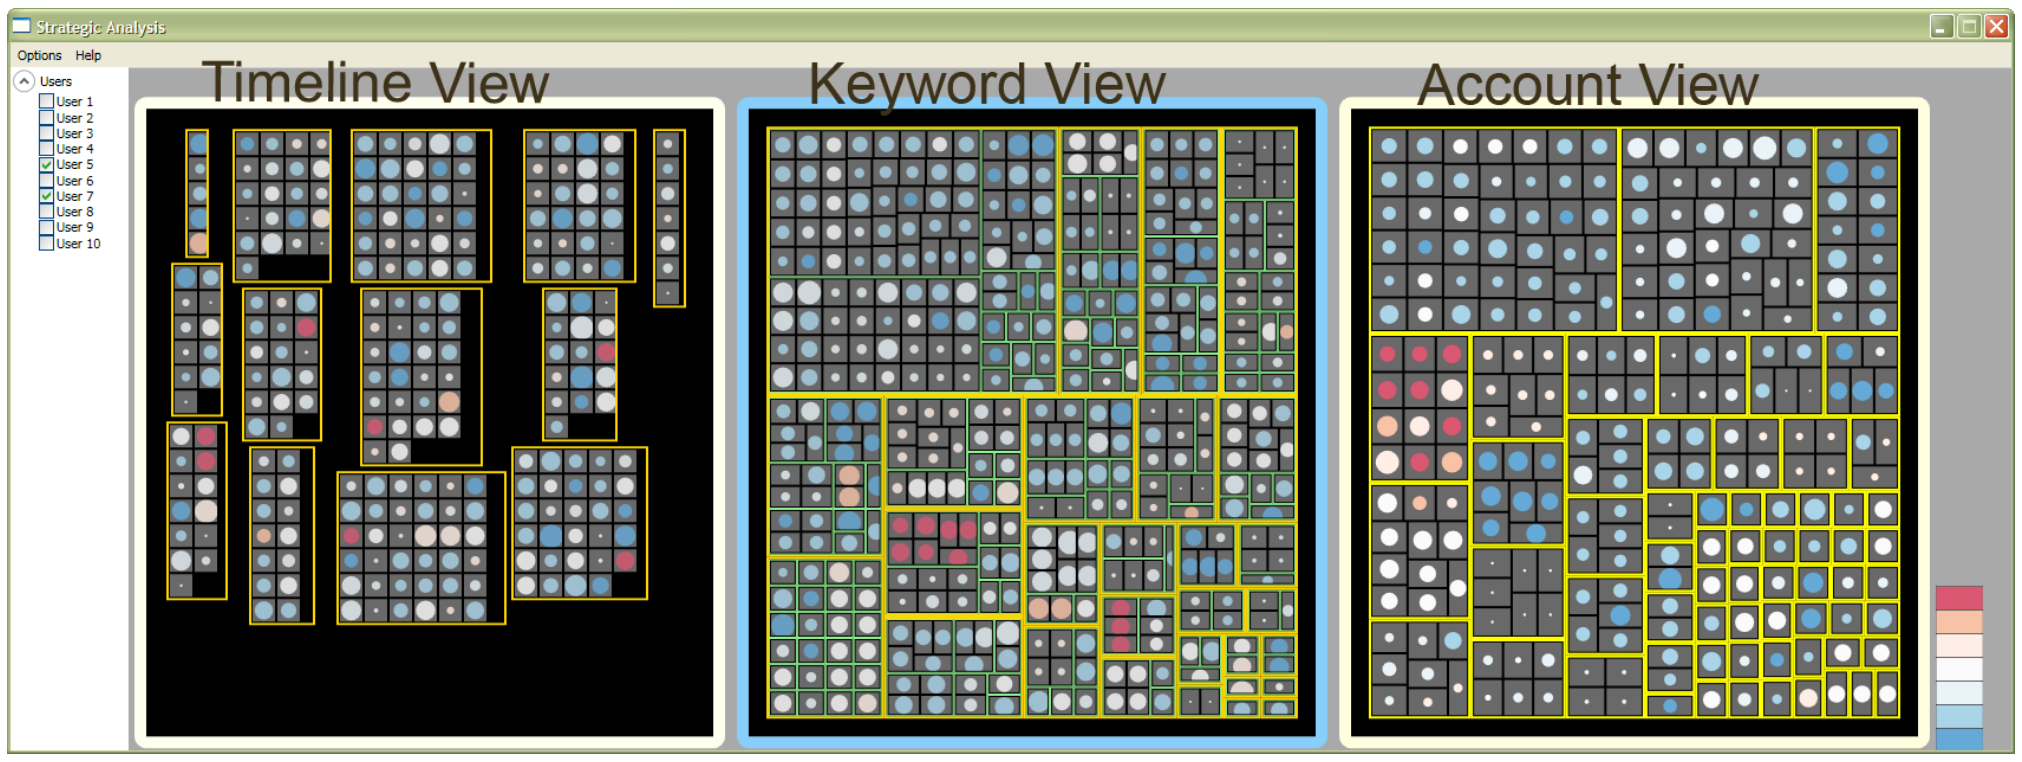 Strategic Analysis
Options Help
Timeline View
Keyword View
Account View
Users
User 1
User 2
User 3
User 4
User 5
User 6
User 7
User 8
User 9
User 10